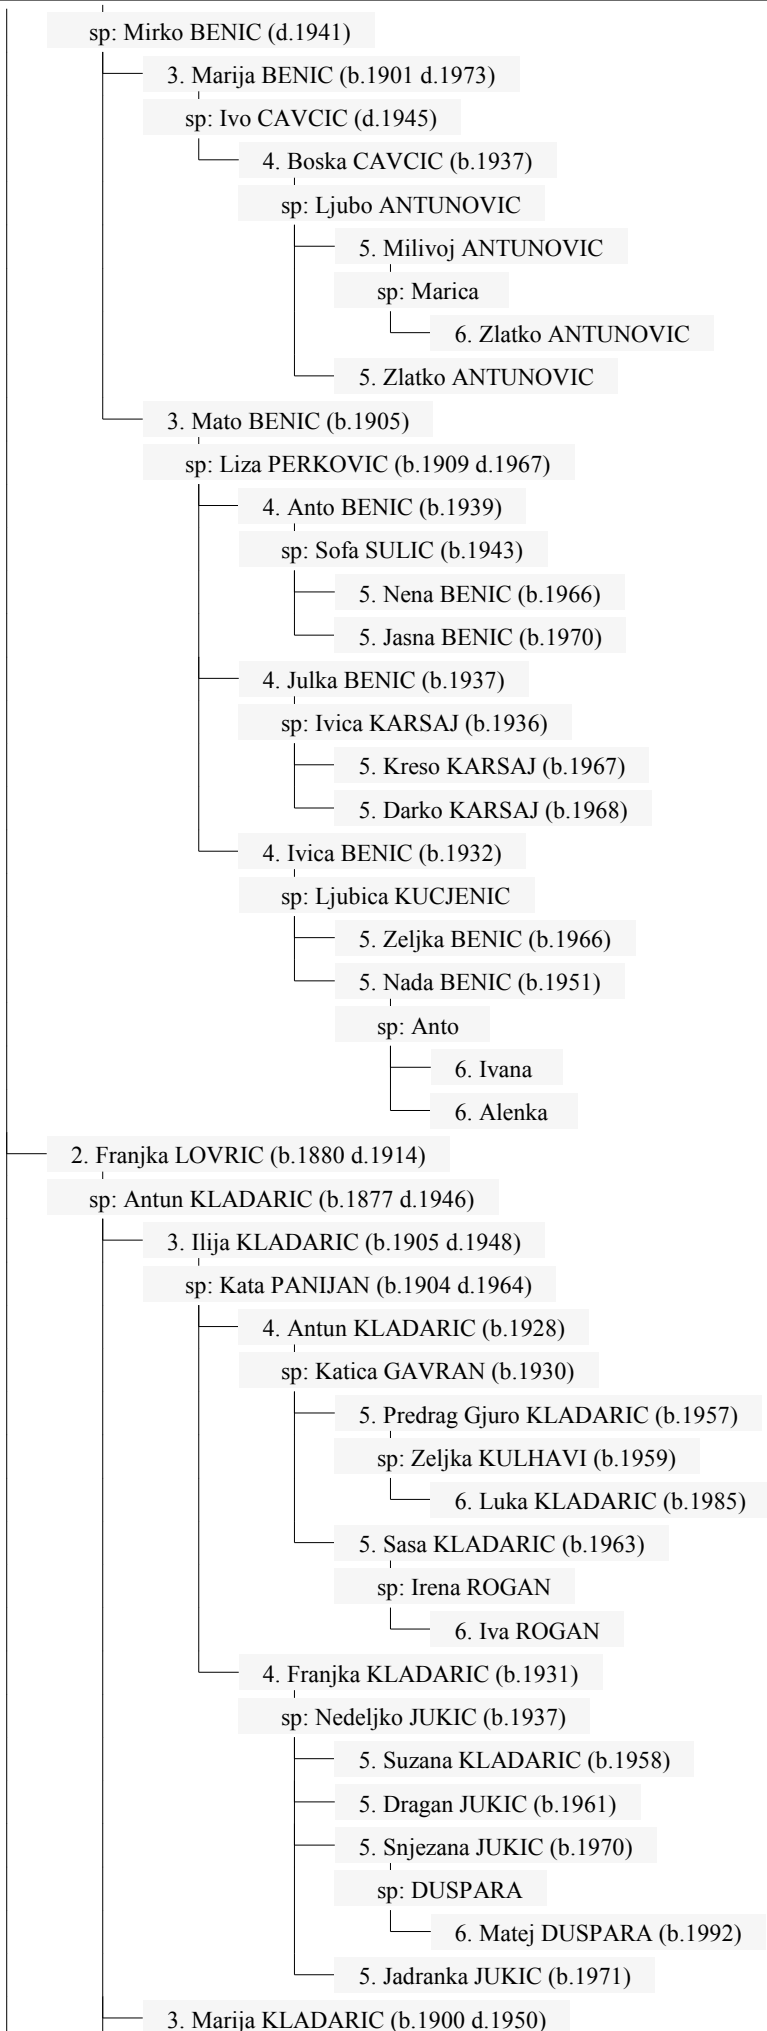 sp: Mirko BENIC (d.1941)
3. Marija BENIC (b.1901 d.1973)
sp: Ivo CAVCIC (d.1945)
4. Boska CAVCIC (b.1937)
sp: Ljubo ANTUNOVIC
5. Milivoj ANTUNOVIC
sp: Marica
6. Zlatko ANTUNOVIC
5. Zlatko ANTUNOVIC
3. Mato BENIC (b.1905)
sp: Liza PERKOVIC (b.1909 d.1967)
4. Anto BENIC (b.1939)
sp: Sofa SULIC (b.1943)
5. Nena BENIC (b.1966)
5. Jasna BENIC (b.1970)
4. Julka BENIC (b.1937)
sp: Ivica KARSAJ (b.1936)
5. Kreso KARSAJ (b.1967)
5. Darko KARSAJ (b.1968)
4. Ivica BENIC (b.1932)
sp: Ljubica KUCJENIC
5. Zeljka BENIC (b.1966)
5. Nada BENIC (b.1951)
sp: Anto
6. Ivana
6. Alenka
2. Franjka LOVRIC (b.1880 d.1914)
sp: Antun KLADARIC (b.1877 d.1946)
3. Ilija KLADARIC (b.1905 d.1948)
sp: Kata PANIJAN (b.1904 d.1964)
4. Antun KLADARIC (b.1928)
sp: Katica GAVRAN (b.1930)
5. Predrag Gjuro KLADARIC (b.1957)
sp: Zeljka KULHAVI (b.1959)
6. Luka KLADARIC (b.1985)
5. Sasa KLADARIC (b.1963)
sp: Irena ROGAN
6. Iva ROGAN
4. Franjka KLADARIC (b.1931)
sp: Nedeljko JUKIC (b.1937)
5. Suzana KLADARIC (b.1958)
5. Dragan JUKIC (b.1961)
5. Snjezana JUKIC (b.1970)
sp: DUSPARA
6. Matej DUSPARA (b.1992)
5. Jadranka JUKIC (b.1971)
3. Marija KLADARIC (b.1900 d.1950)